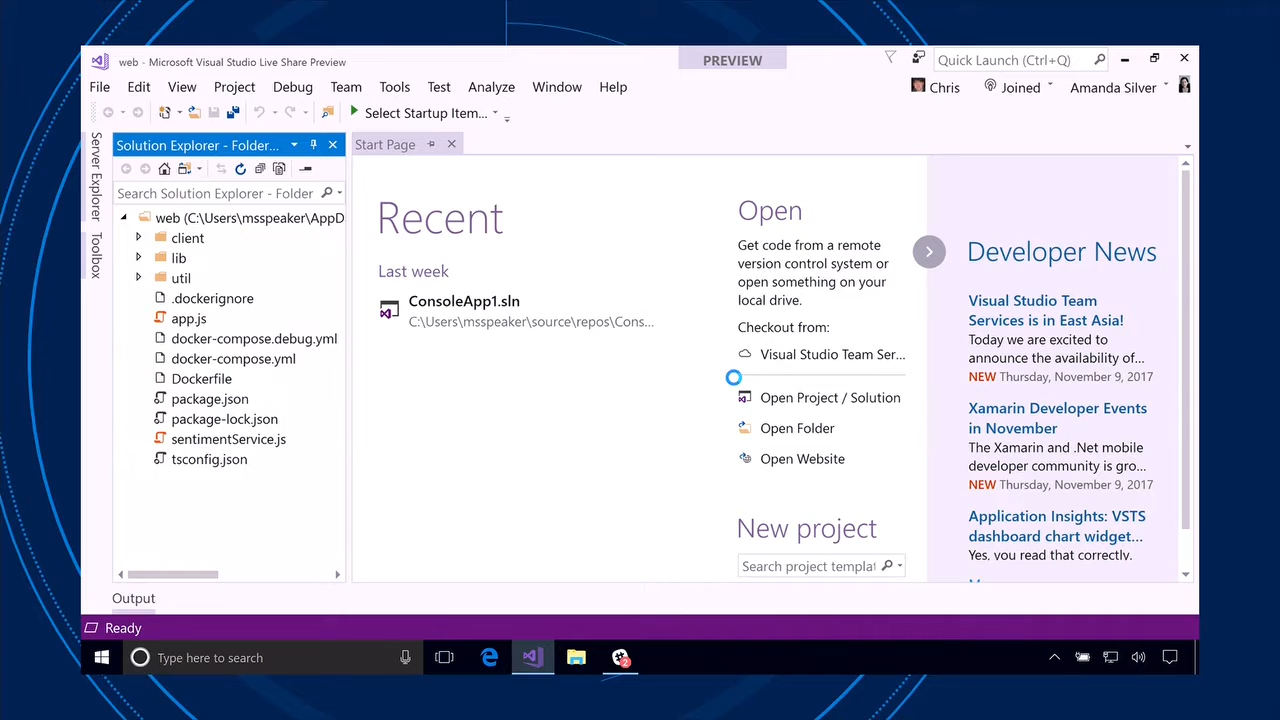 web - Microsoft Visual Studio Live Share Preview
PREVIEW
Quick Launch (Ctrl+Q)
File Edit View Project Debug Team Tools Test Analyze Window Help
Chris Joined Amanda Silver
Select Startup Item...
Server Explorer
Toolbox
Solution Explorer - Folder...
Search Solution Explorer - Folder
web (C:\Users\msspeaker\AppD
client
lib
util
.dockerignore
app.js
docker-compose.debug.yml
docker-compose.yml
Dockerfile
package.json
package-lock.json
sentimentService.js
tsconfig.json
Start Page
Recent
Last week
ConsoleApp1.sln
C:\Users\msspeaker\source\repos\Cons...
Open
Get code from a remote
version control system or
open something on your
local drive.
Checkout from:
Visual Studio Team Ser...
Open Project / Solution
Open Folder
Open Website
New project
Search project templat
Developer News
Visual Studio Team
Services is in East Asia!
Today we are excited to
announce the availability of...
NEW Thursday, November 9, 2017
Xamarin Developer Events
in November
The Xamarin and .Net mobile
developer community is gro...
NEW Thursday, November 9, 2017
Application Insights: VSTS
dashboard chart widget...
Yes, you read that correctly.
Output
Ready
Type here to search
2